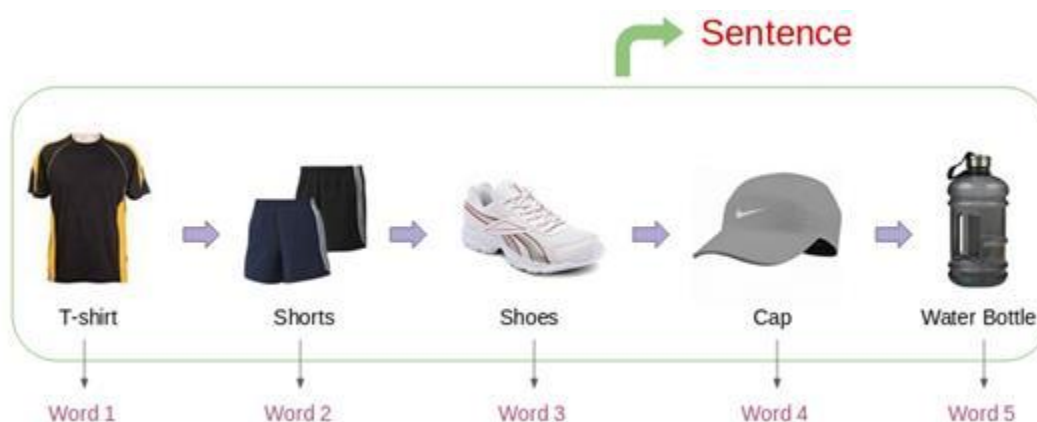 Sentence
T-shirt
Shorts
Shoes
Cap
Water Bottle
Word 1
Word 2
Word 3
Word 4
Word 5